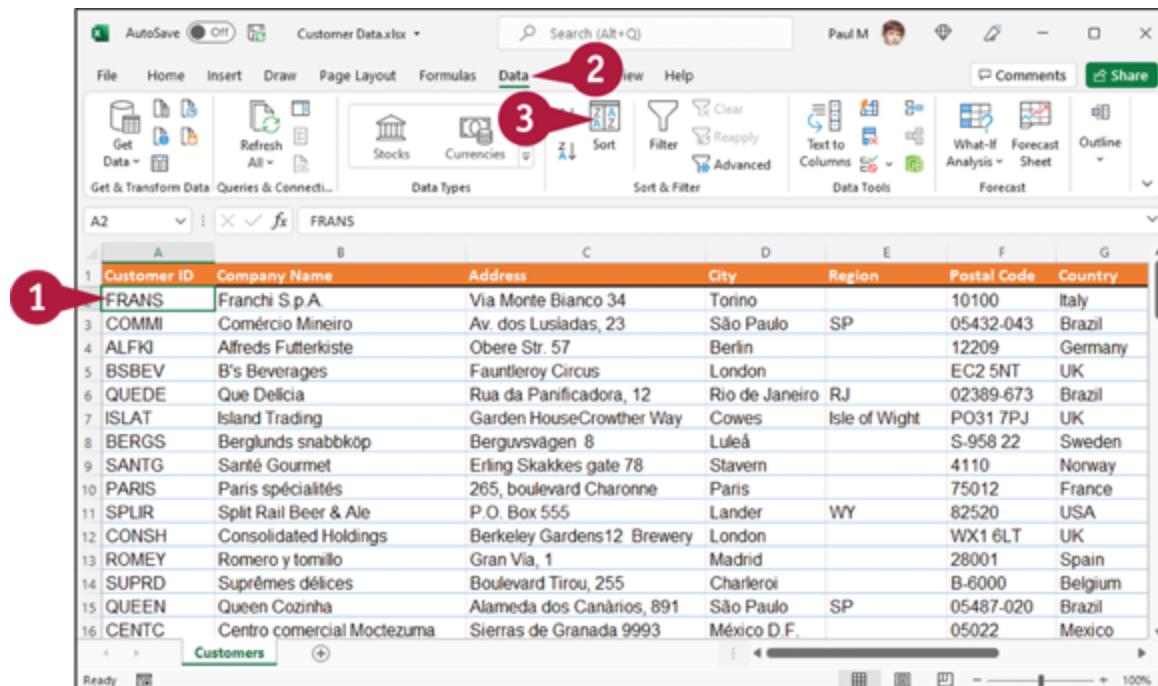 AutoSave Off Customer Data.xlsx Search (Alt+Q) Paul M
File Home Insert Draw Page Layout Formulas Data 2 Help Comments Share
Get Data Refresh All Stocks Currencies 3 Sort Filter Clear Reapply Advanced Text to Columns What-If Analysis Forecast Sheet Outline
Get & Transform Data Queries & Connecti... Data Types Sort & Filter Data Tools Forecast
A2 fx FRANS
A B C D E F G
1 Customer ID Company Name Address City Region Postal Code Country
1 FRANS Franchi S.p.A. Via Monte Bianco 34 Torino 10100 Italy
3 COMMI Comércio Mineiro Av. dos Lusíadas, 23 São Paulo SP 05432-043 Brazil
4 ALFKI Alfreds Futterkiste Obere Str. 57 Berlin 12209 Germany
5 BSBEV B's Beverages Fauntleroy Circus London EC2 5NT UK
6 QUEDE Que Delícia Rua da Panificadora, 12 Rio de Janeiro RJ 02389-673 Brazil
7 ISLAT Island Trading Garden HouseCrowther Way Cowes Isle of Wight PO31 7PJ UK
8 BERGS Berglunds snabbköp Berguvsvägen 8 Luleå S-958 22 Sweden
9 SANTG Santé Gourmet Erling Skakkes gate 78 Stavern 4110 Norway
10 PARIS Paris spécialités 265, boulevard Charonne Paris 75012 France
11 SPLIR Split Rail Beer & Ale P.O. Box 555 Lander WY 82520 USA
12 CONSH Consolidated Holdings Berkeley Gardens12 Brewery London WX1 6LT UK
13 ROMEY Romero y tomillo Gran Vía, 1 Madrid 28001 Spain
14 SUPRD Suprêmes délices Boulevard Tirou, 255 Charleroi B-6000 Belgium
15 QUEEN Queen Cozinha Alameda dos Canàrios, 891 São Paulo SP 05487-020 Brazil
16 CENTC Centro comercial Moctezuma Sierras de Granada 9993 México D.F. 05022 Mexico
Customers
Ready 100%